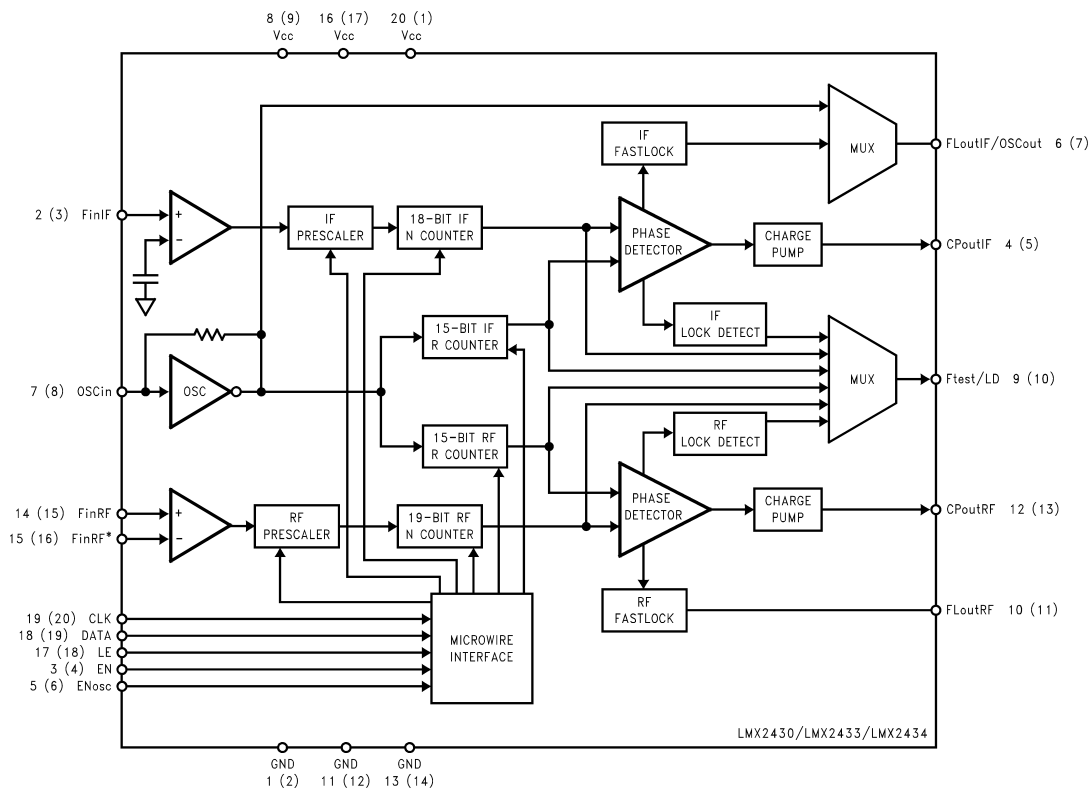 8 (9) 16 (17) 20 (1)
Vcc Vcc Vcc
IF
FASTLOCK
MUX
FLoutIF/OSCout 6 (7)
2 (3) FinIF
+
−
IF
PRESCALER
18-BIT IF
N COUNTER
PHASE
DETECTOR
CHARGE
PUMP
CPoutIF 4 (5)
15-BIT IF
R COUNTER
IF
LOCK DETECT
7 (8) OSCin
OSC
MUX
Ftest/LD 9 (10)
15-BIT RF
R COUNTER
RF
LOCK DETECT
14 (15) FinRF
15 (16) FinRF*
+
−
RF
PRESCALER
19-BIT RF
N COUNTER
PHASE
DETECTOR
CHARGE
PUMP
CPoutRF 12 (13)
RF
FASTLOCK
FLoutRF 10 (11)
19 (20) CLK
18 (19) DATA
17 (18) LE
3 (4) EN
5 (6) ENosc
MICROWIRE
INTERFACE
LMX2430/LMX2433/LMX2434
GND GND GND
1 (2) 11 (12) 13 (14)